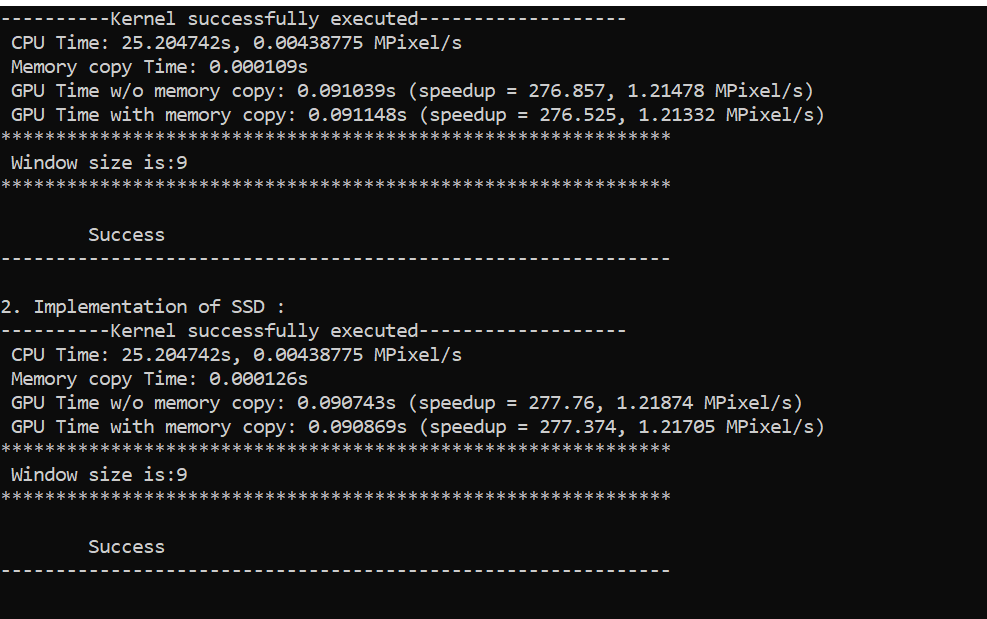 ----------Kernel successfully executed-------------------
 CPU Time: 25.204742s, 0.00438775 MPixel/s
 Memory copy Time: 0.000109s
 GPU Time w/o memory copy: 0.091039s (speedup = 276.857, 1.21478 MPixel/s)
 GPU Time with memory copy: 0.091148s (speedup = 276.525, 1.21332 MPixel/s)
*************************************************************
 Window size is:9
*************************************************************
        Success
-------------------------------------------------------------
2. Implementation of SSD :
----------Kernel successfully executed-------------------
 CPU Time: 25.204742s, 0.00438775 MPixel/s
 Memory copy Time: 0.000126s
 GPU Time w/o memory copy: 0.090743s (speedup = 277.76, 1.21874 MPixel/s)
 GPU Time with memory copy: 0.090869s (speedup = 277.374, 1.21705 MPixel/s)
*************************************************************
 Window size is:9
*************************************************************
        Success
-------------------------------------------------------------